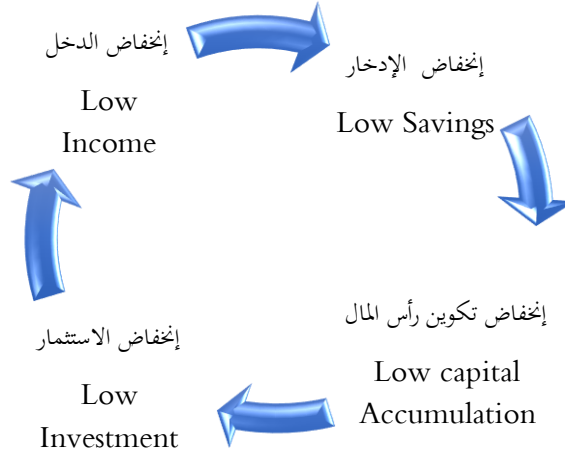 إنخفاض الدخل
Low
Income
إنخفاض الإدخار
Low Savings
إنخفاض تكوين رأس المال
Low capital
Accumulation
إنخفاض الاستثمار
Low
Investment